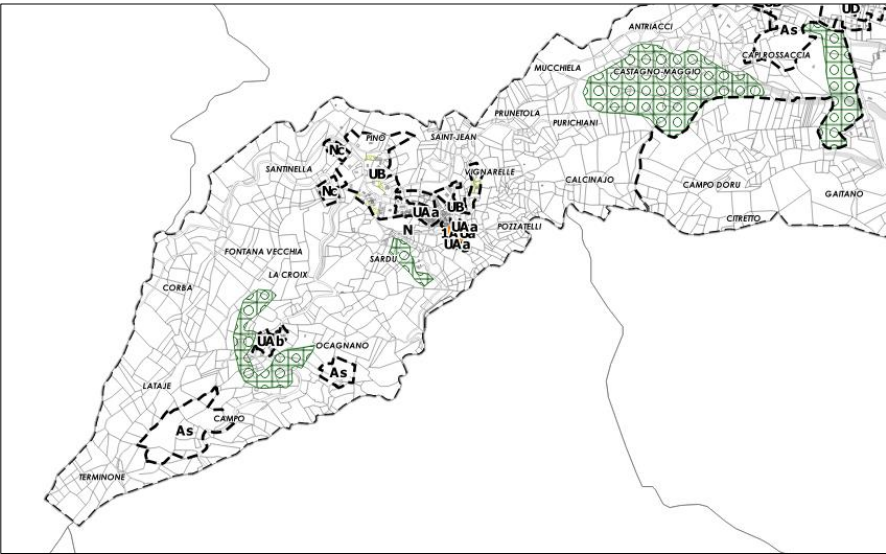 UD
ANTRIACCI
As
CAPI ROSSACCIA
MUCCHIELA
CASTAGNO-MAGGIO
PRUNETOLA
PURICHIANI
PINO
SAINT-JEAN
Nc
SANTINELLA
UB
VIGNARELLE
Nc
CALCINAJO
CAMPO DORU
GAITANO
UAa
UB
CITRETTO
N
UAa
POZZATELLI
UAa
FONTANA VECCHIA
SARDU
LA CROIX
CORBA
UAb
OCAGNANO
As
LATAJE
CAMPO
As
TERMINONE